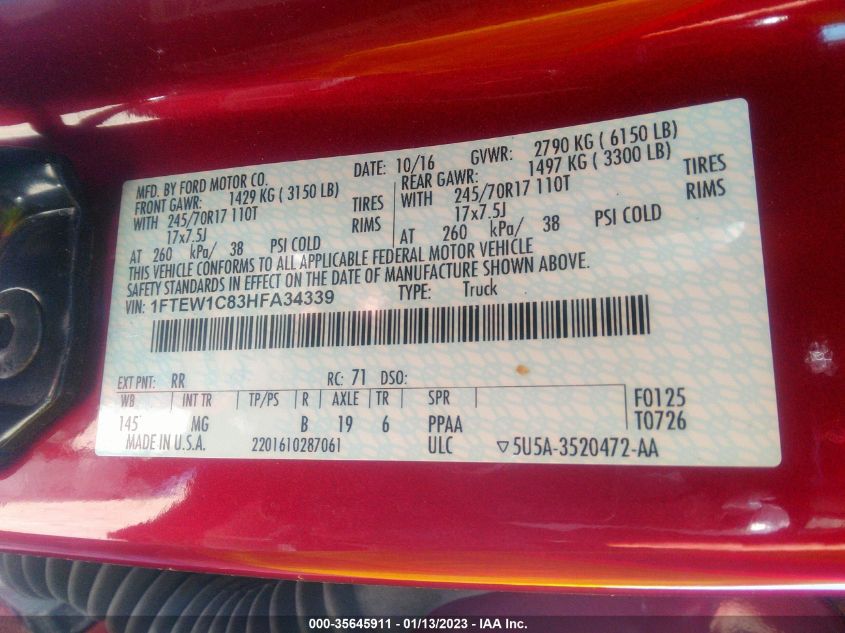 MFD. BY FORD MOTOR CO. DATE: 10/16 GVWR: 2790 KG ( 6150 LB)
FRONT GAWR: 1429 KG ( 3150 LB) REAR GAWR: 1497 KG ( 3300 LB)
WITH 245/70R17 110T TIRES WITH 245/70R17 110T TIRES
17x7.5J RIMS 17x7.5J RIMS
AT 260 kPa/ 38 PSI COLD AT 260 kPa/ 38 PSI COLD
THIS VEHICLE CONFORMS TO ALL APPLICABLE FEDERAL MOTOR VEHICLE
SAFETY STANDARDS IN EFFECT ON THE DATE OF MANUFACTURE SHOWN ABOVE.
VIN: 1FTEW1C83HFA34339 TYPE: Truck
EXT PNT: RR RC: 71 DSO:
WB INT TR TP/PS R AXLE TR SPR F0125
145 MG B 19 6 PPAA T0726
MADE IN U.S.A. 2201610287061 ULC ▽5U5A-3520472-AA
000-35645911 - 01/13/2023 - IAA Inc.